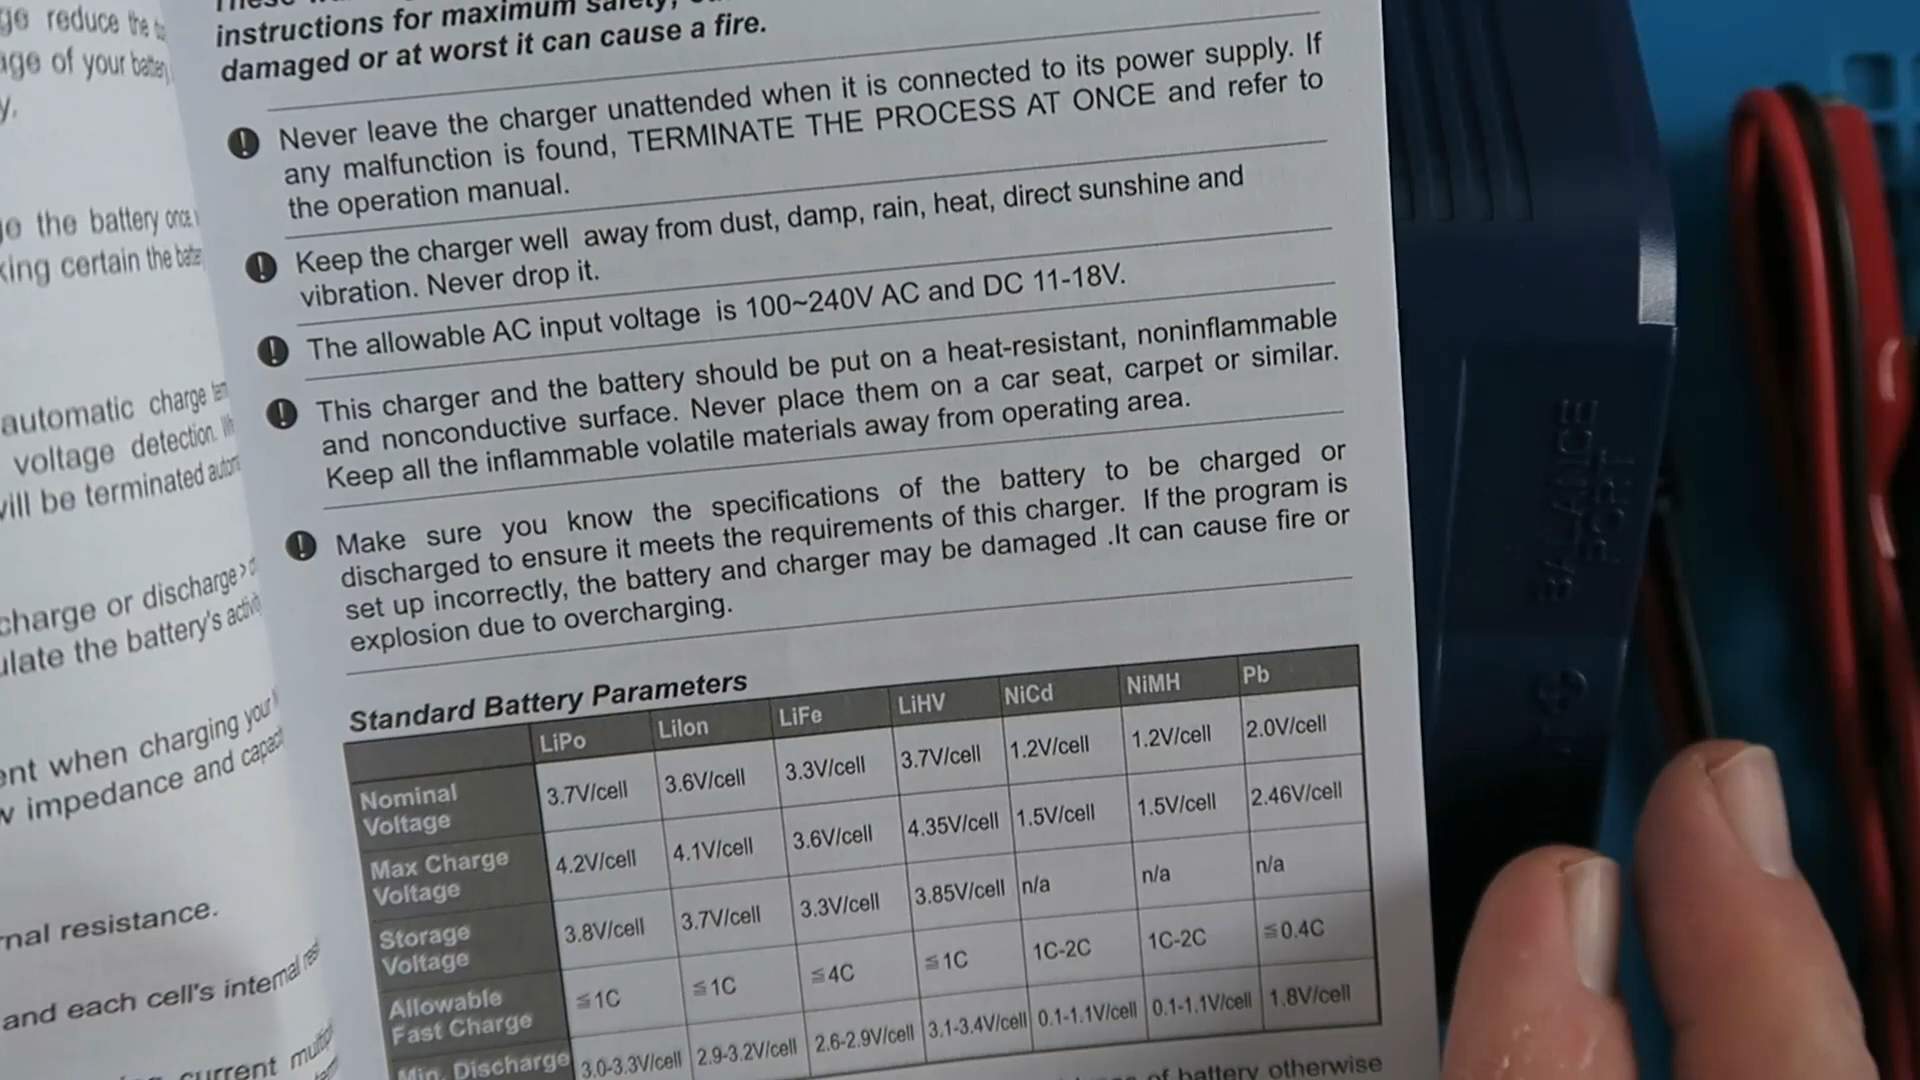 ge reduce the
age of your battery
y.
ge the battery once
king certain the
automatic charge
voltage detection.
will be terminated
charge or discharge >
ulate the battery's
ent when charging your
w impedance and
rnal resistance.
and each cell's internal
current
instructions for maximum safety,
damaged or at worst it can cause a fire.
Never leave the charger unattended when it is connected to its power supply. If
any malfunction is found, TERMINATE THE PROCESS AT ONCE and refer to
the operation manual.
Keep the charger well away from dust, damp, rain, heat, direct sunshine and
vibration. Never drop it.
The allowable AC input voltage is 100~240V AC and DC 11-18V.
This charger and the battery should be put on a heat-resistant, noninflammable
and nonconductive surface. Never place them on a car seat, carpet or similar.
Keep all the inflammable volatile materials away from operating area.
Make sure you know the specifications of the battery to be charged or
discharged to ensure it meets the requirements of this charger. If the program is
set up incorrectly, the battery and charger may be damaged .It can cause fire or
explosion due to overcharging.
Standard Battery Parameters
LiPo LiIon LiFe LiHV NiCd NiMH Pb
Nominal Voltage 3.7V/cell 3.6V/cell 3.3V/cell 3.7V/cell 1.2V/cell 1.2V/cell 2.0V/cell
Max Charge Voltage 4.2V/cell 4.1V/cell 3.6V/cell 4.35V/cell 1.5V/cell 1.5V/cell 2.46V/cell
Storage Voltage 3.8V/cell 3.7V/cell 3.3V/cell 3.85V/cell n/a n/a n/a
Allowable Fast Charge ≦1C ≦1C ≦4C ≦1C 1C-2C 1C-2C ≦0.4C
Min. Discharge 3.0-3.3V/cell 2.9-3.2V/cell 2.6-2.9V/cell 3.1-3.4V/cell 0.1-1.1V/cell 0.1-1.1V/cell 1.8V/cell
of battery otherwise
BALANCE
PORT